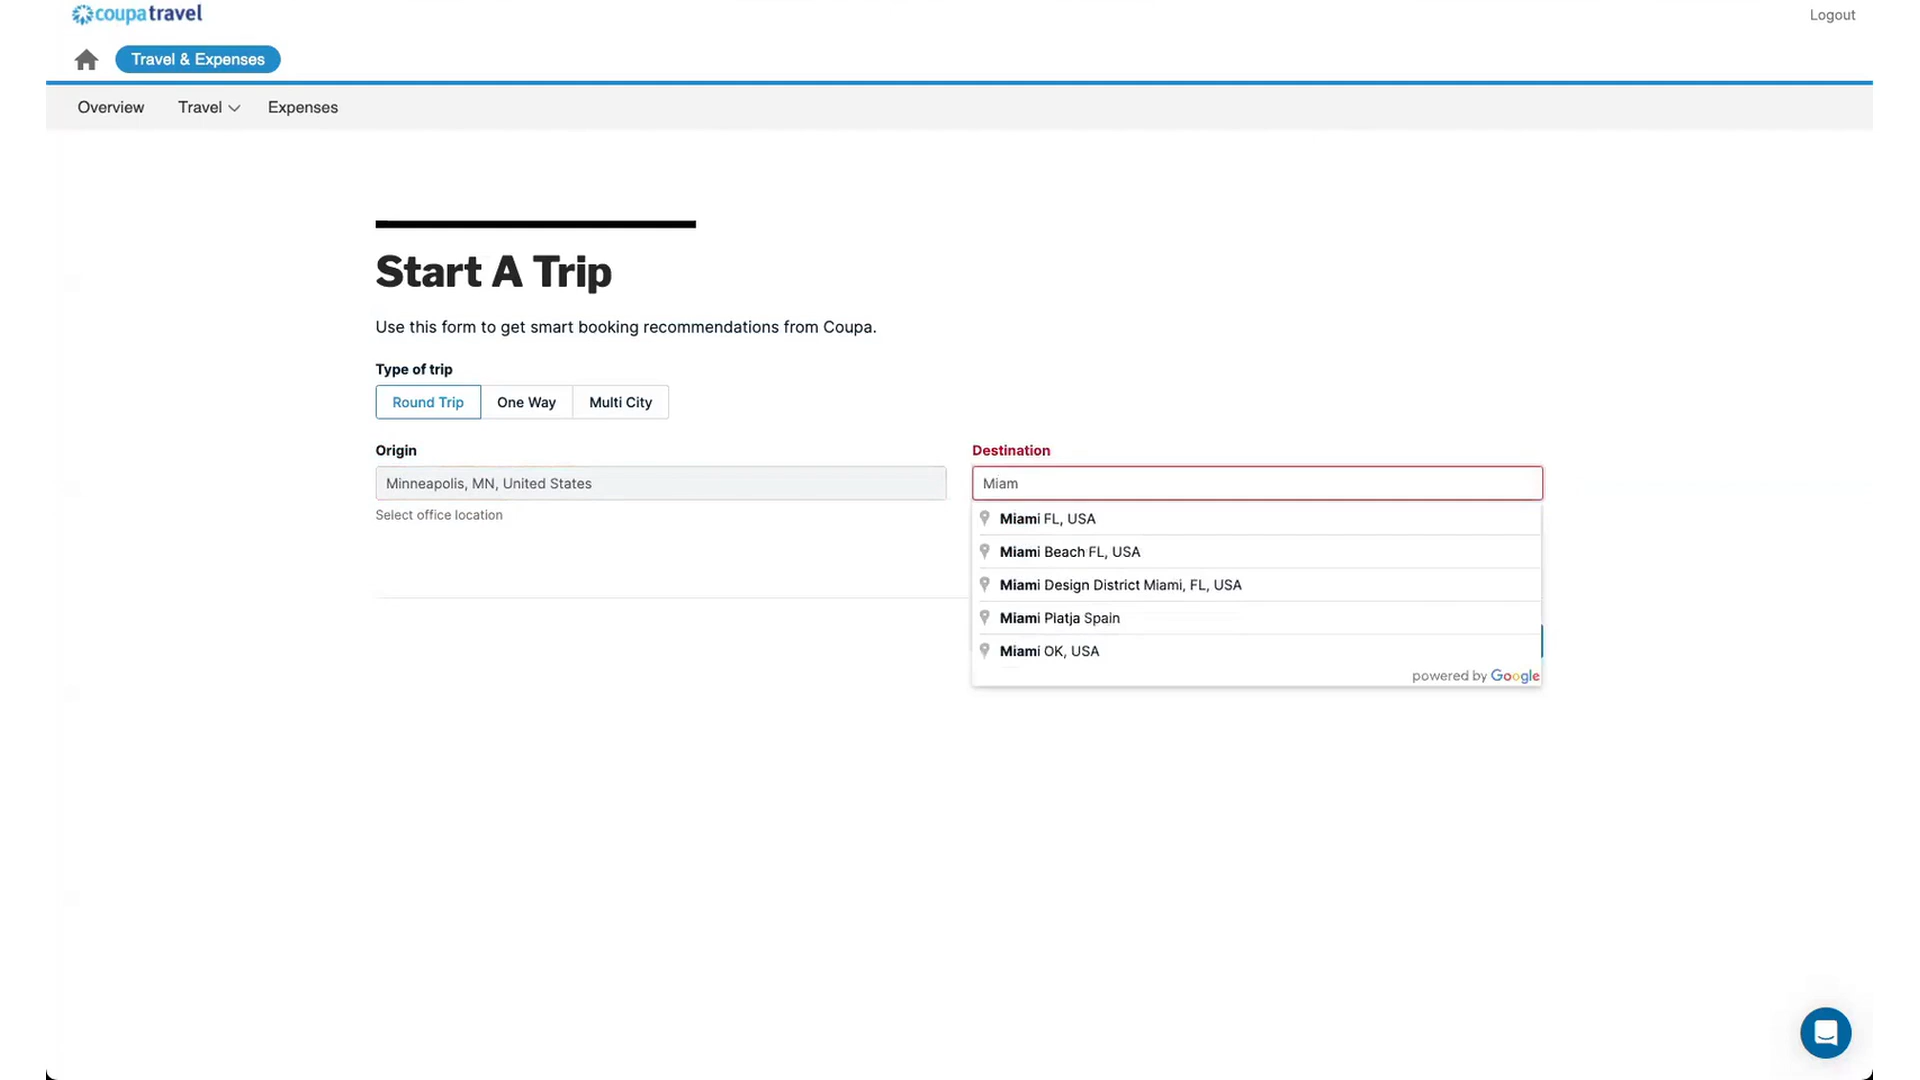 coupatravel
Logout
Travel & Expenses
Overview
Travel
Expenses
Start A Trip
Use this form to get smart booking recommendations from Coupa.
Type of trip
Round Trip
One Way
Multi City
Origin
Destination
Minneapolis, MN, United States
Miam
Select office location
Miami FL, USA
Miami Beach FL, USA
Miami Design District Miami, FL, USA
Miami Platja Spain
Miami OK, USA
powered by Google